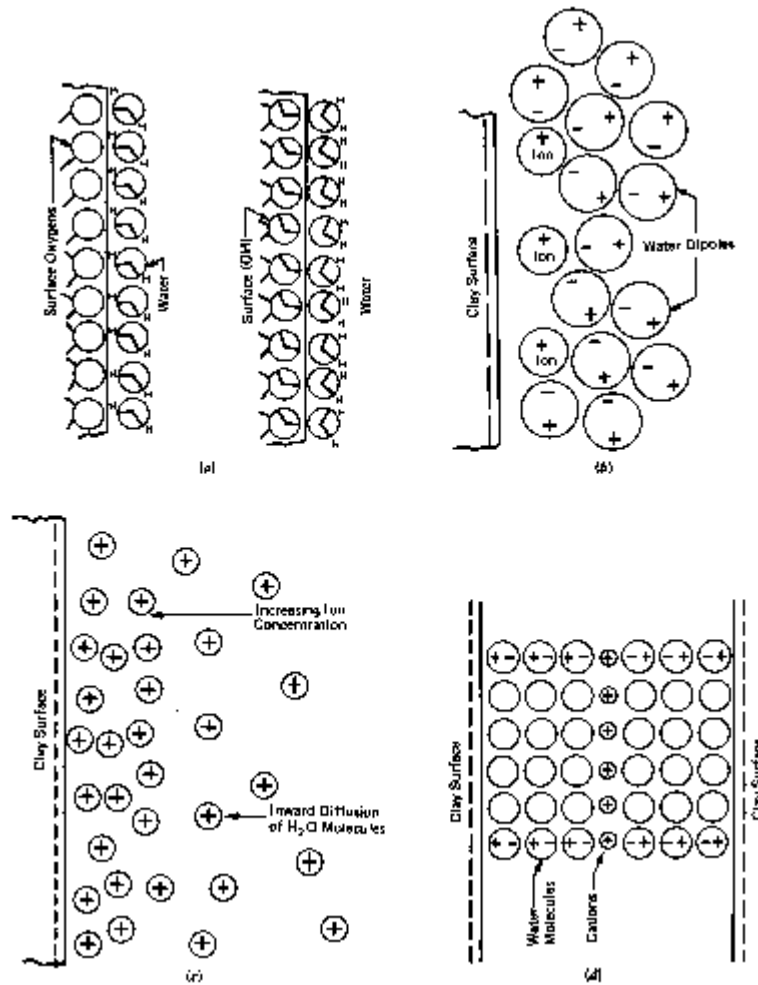 Surface Oxygens
Water
Surface (OH)
Water
(a)
Clay Surface
Ion
Ion
Ion
Water Dipoles
(b)
Clay Surface
Increasing Ion
Concentration
Inward Diffusion
of H₂O Molecules
(c)
Clay Surface
Water
Molecules
Cations
Clay Surface
(d)